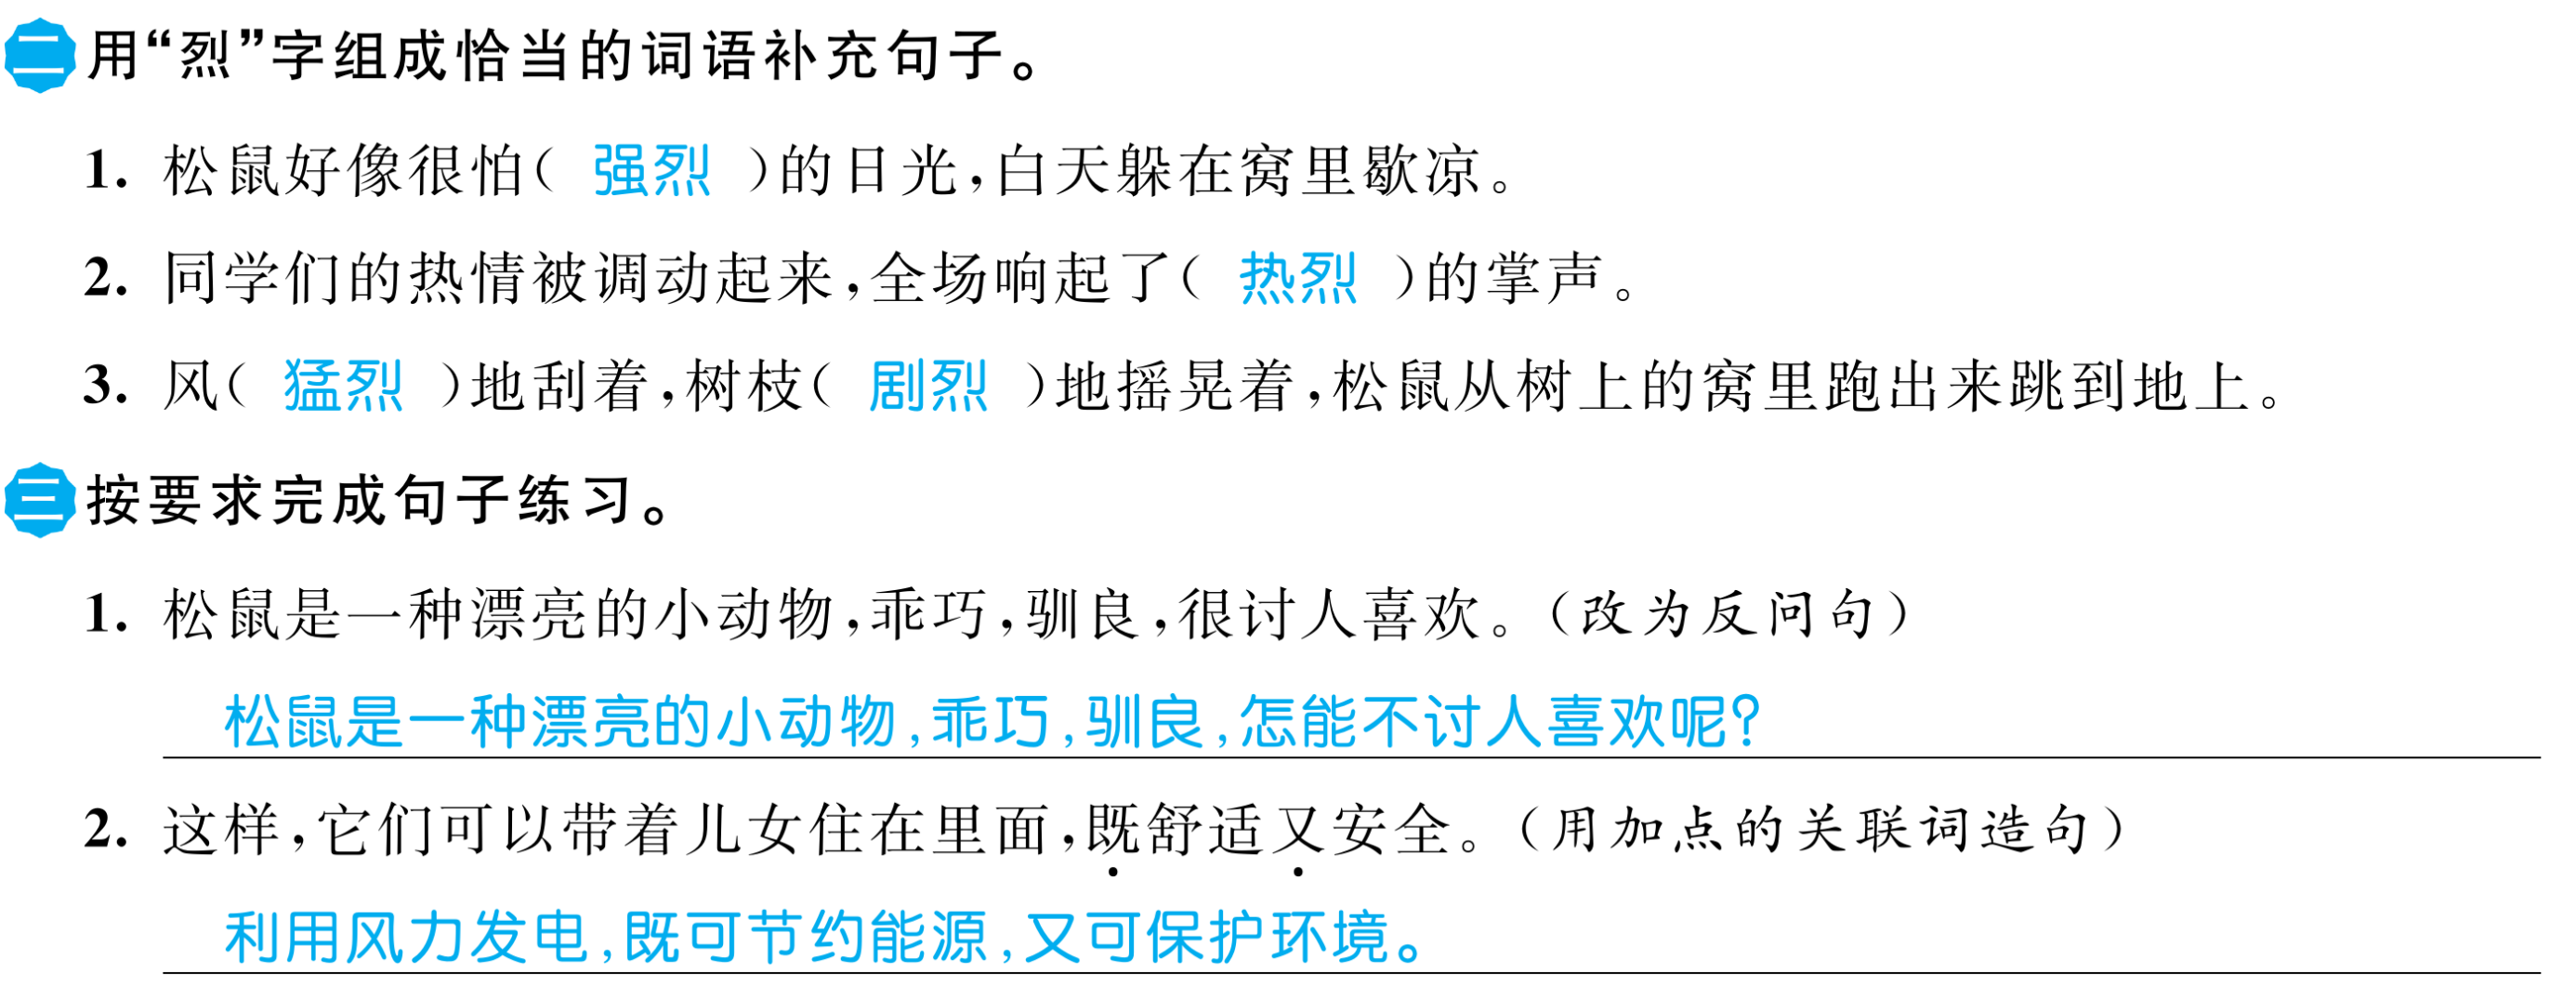 二 用“烈”字组成恰当的词语补充句子。
1. 松鼠好像很怕( 强烈 )的日光,白天躲在窝里歇凉。
2. 同学们的热情被调动起来,全场响起了( 热烈 )的掌声。
3. 风( 猛烈 )地刮着,树枝( 剧烈 )地摇晃着,松鼠从树上的窝里跑出来跳到地上。
三 按要求完成句子练习。
1. 松鼠是一种漂亮的小动物,乖巧,驯良,很讨人喜欢。(改为反问句)
松鼠是一种漂亮的小动物,乖巧,驯良,怎能不讨人喜欢呢?
2. 这样,它们可以带着儿女住在里面,既舒适又安全。(用加点的关联词造句)
利用风力发电,既可节约能源,又可保护环境。